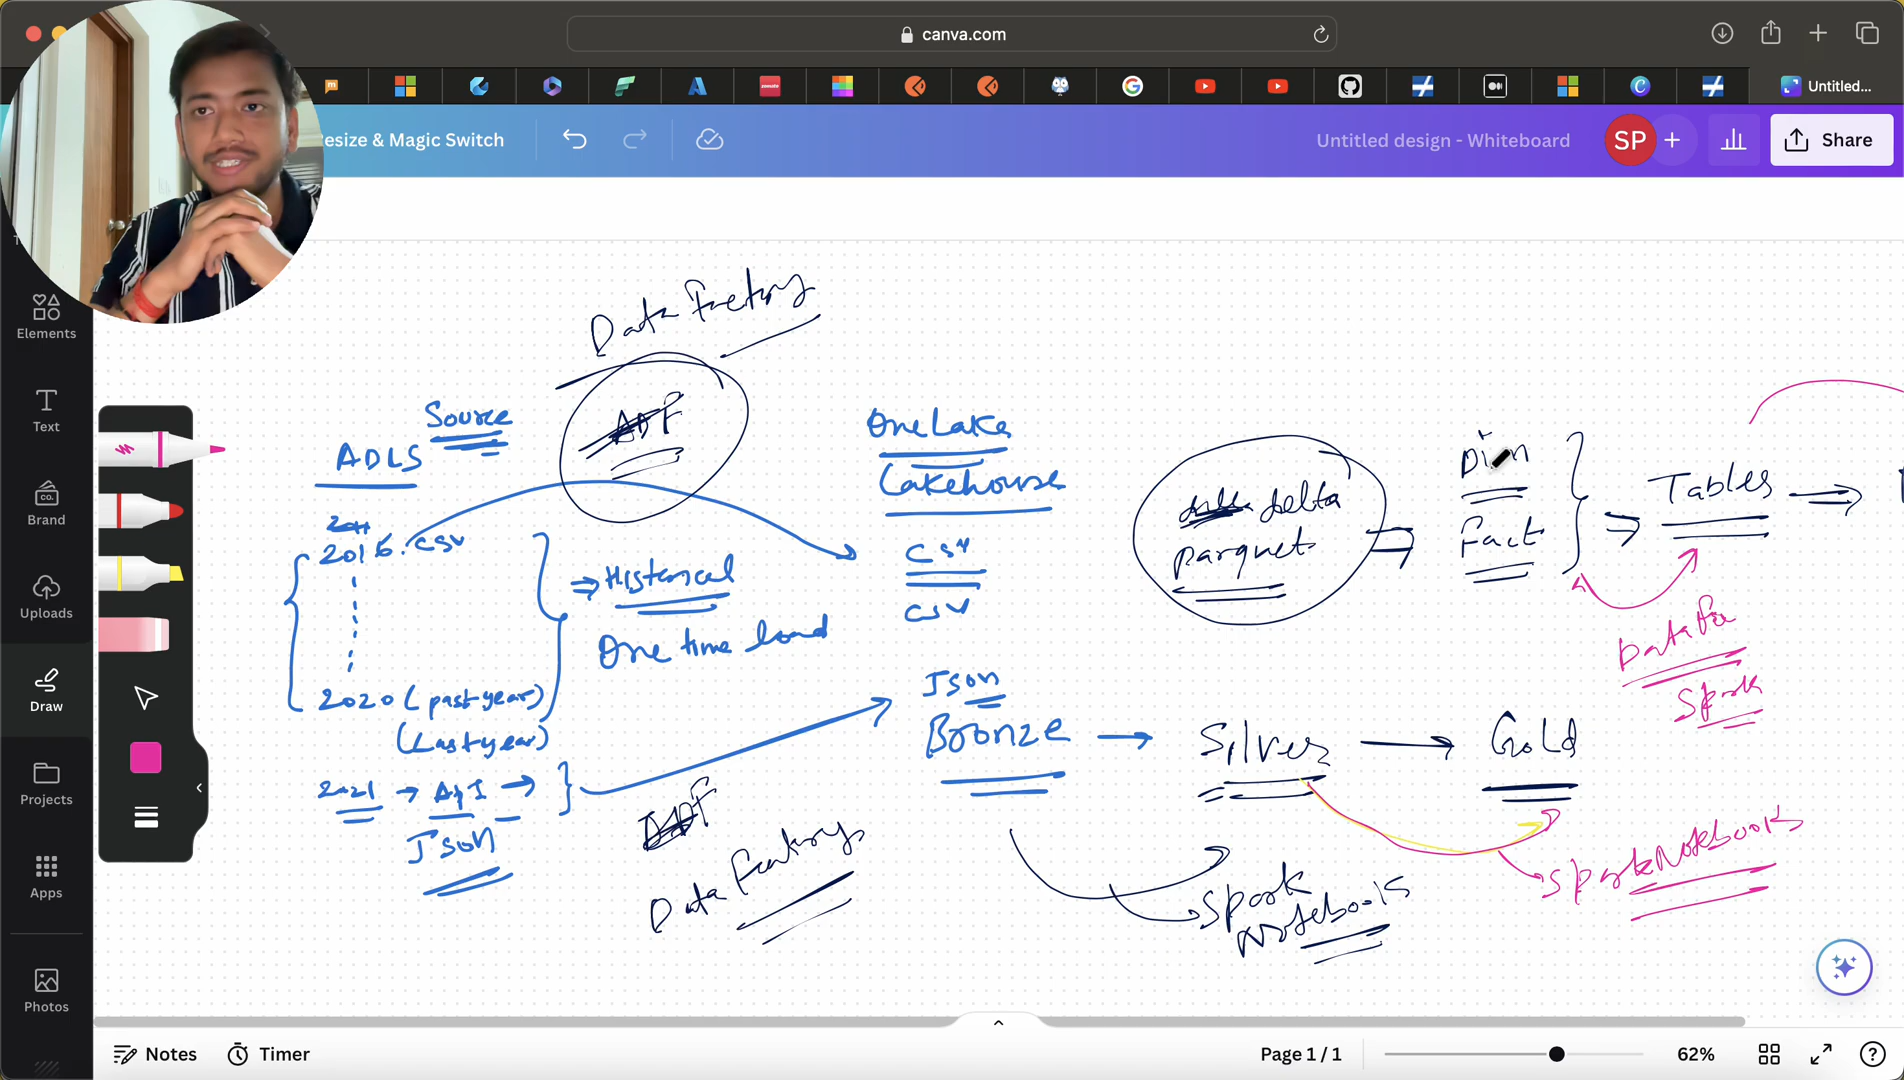 canva.com
Untitled...
esize & Magic Switch
Untitled design - Whiteboard
SP
Share
Elements
Text
Brand
Uploads
Draw
Projects
Apps
Photos
Data Factory
ADF
Source
ADLS
2011
2016.csv
2020 (past year)
(Last year)
2021 → API →
Json
⇒ Historical
One time load
ADF
Data Factory
OneLake
Lakehouse
CSV
CSV
Json
Bronze → Silver → Gold
delta
parquet ⇒
Dim
Fact
⇒ Tables ⇒
Data
Spark
Spark
Notebooks
Spark Notebooks
Notes
Timer
Page 1 / 1
62%